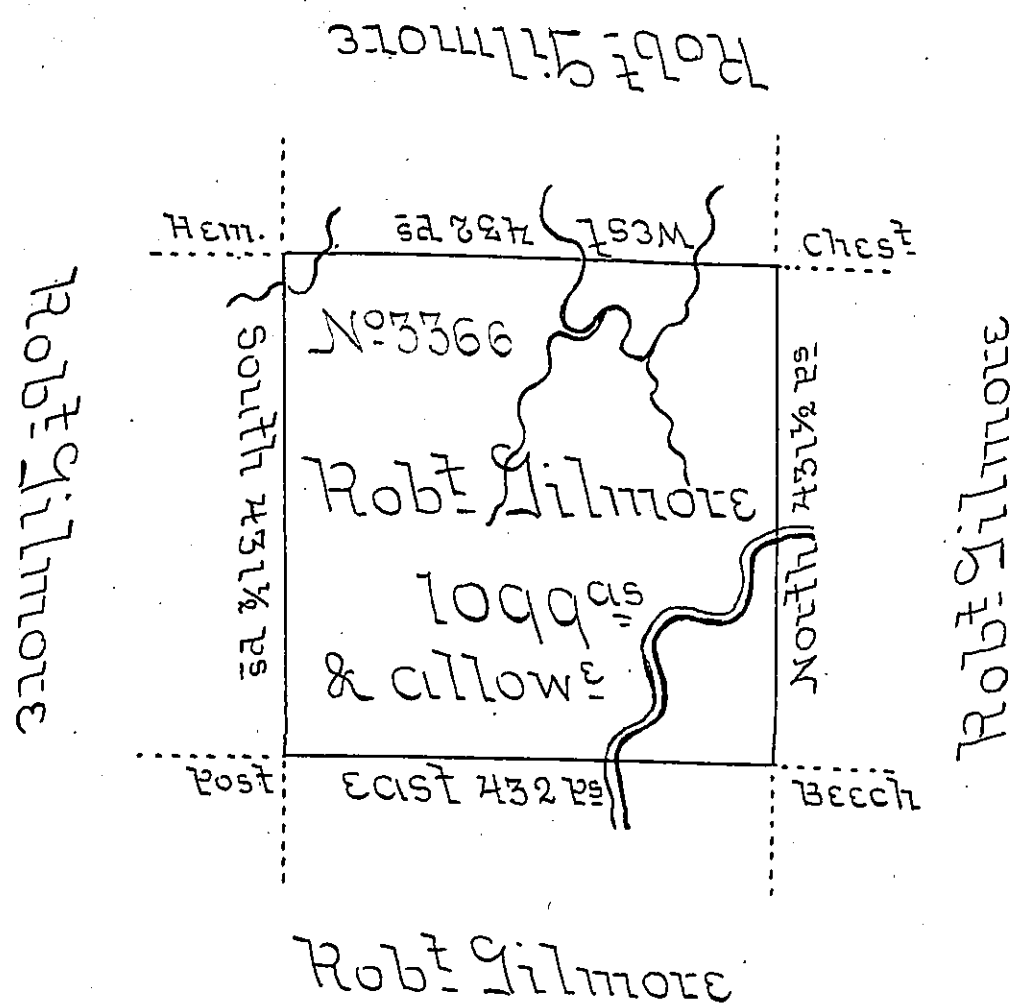 Robt Gilmore
Hem.
West 432 ps
Chest
No 3366
Robt Gilmore
South 431½ ps
Robt Gilmore
1099 as
& allowe
North 431½ ps
Robt Gilmore
Post
East 432 ps
Beech
Robt Gilmore